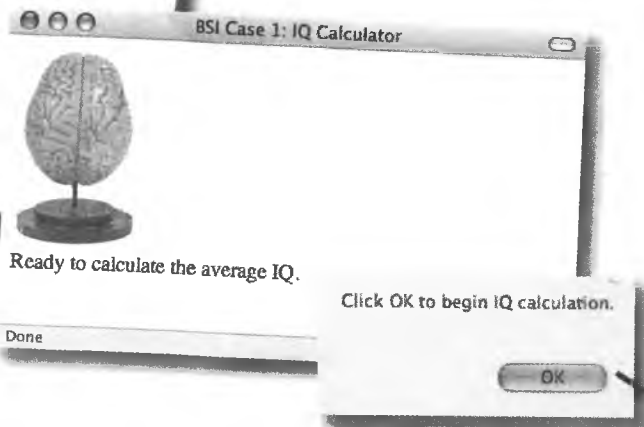 BSI Case 1: IQ Calculator
Ready to calculate the average IQ.
Done
Click OK to begin IQ calculation.
OK